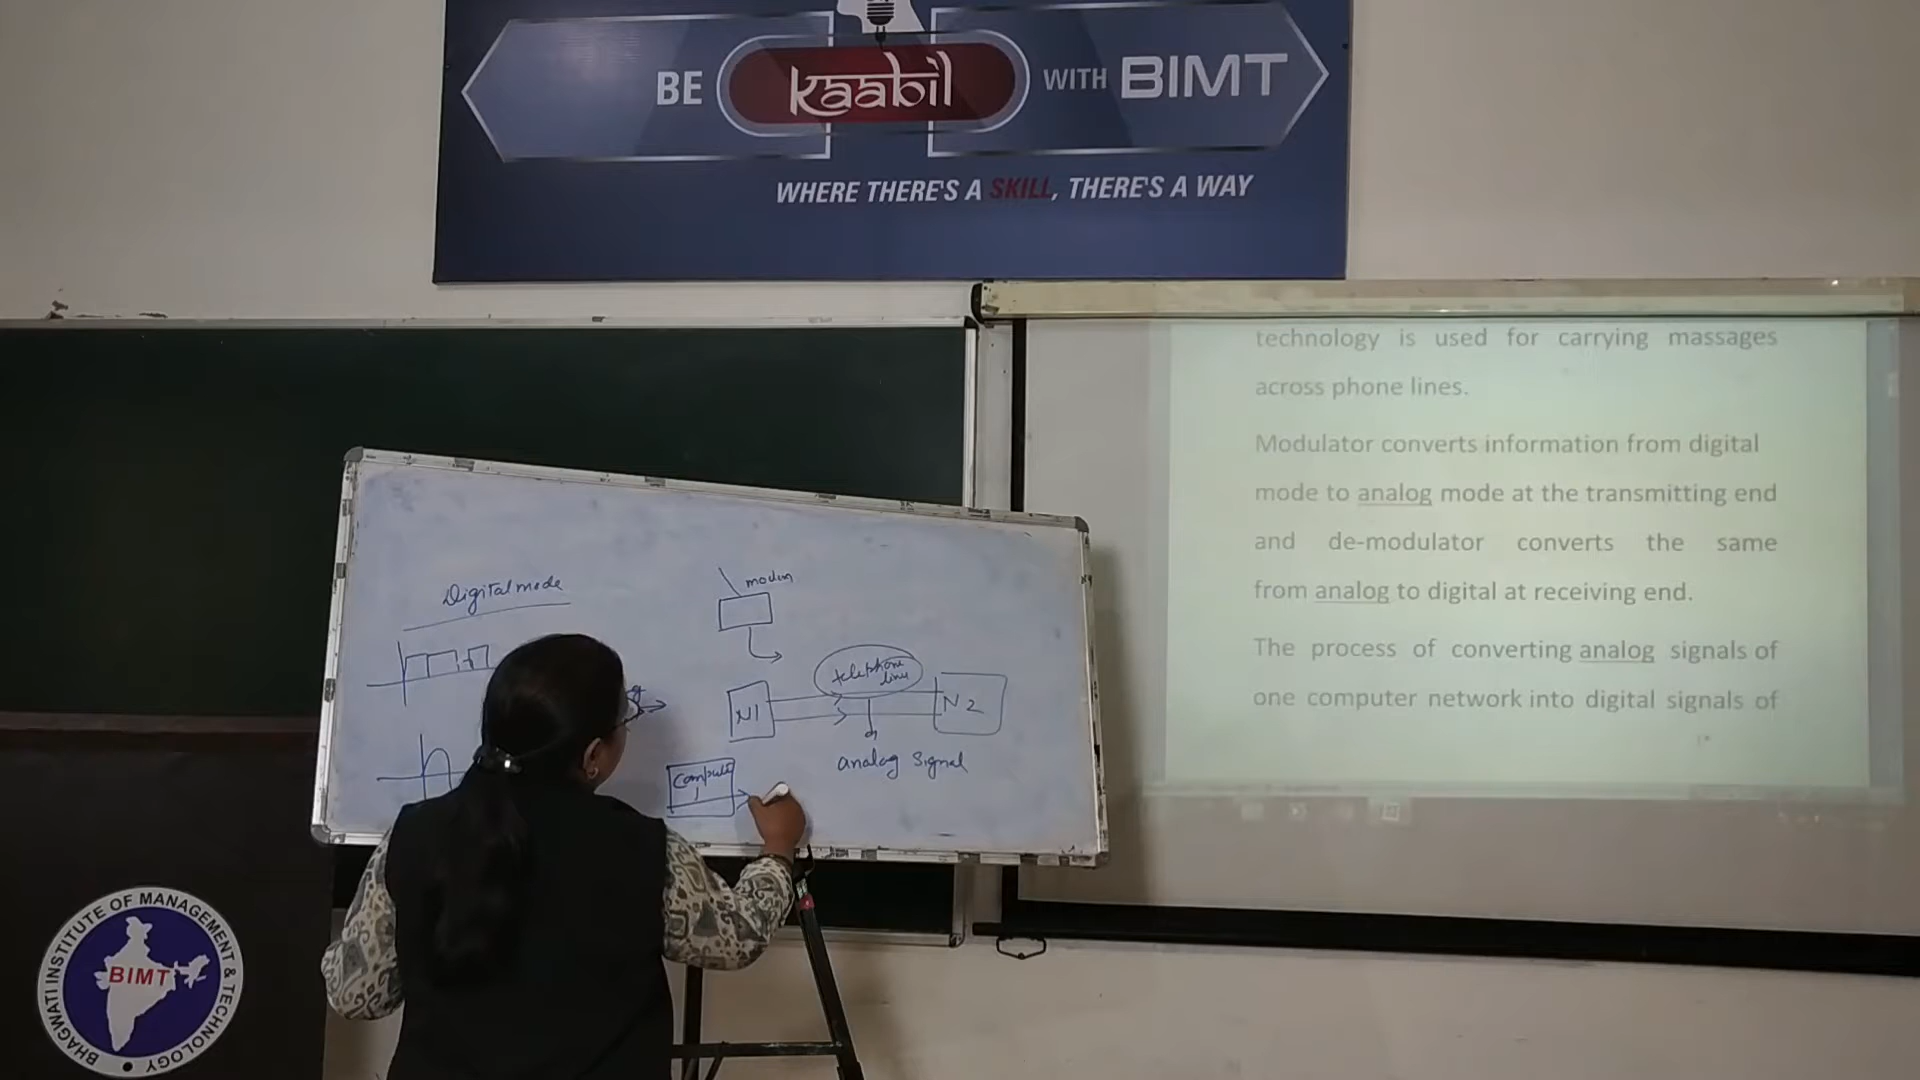 BE kaabil WITH BIMT
WHERE THERE'S A SKILL, THERE'S A WAY
technology is used for carrying massages
across phone lines.
Modulator converts information from digital
mode to analog mode at the transmitting end
and de-modulator converts the same
from analog to digital at receiving end.
The process of converting analog signals of
one computer network into digital signals of
Digital mode
modem
telephone
line
N1
N2
analog signal
BHAGWATI INSTITUTE OF MANAGEMENT & TECHNOLOGY
BIMT